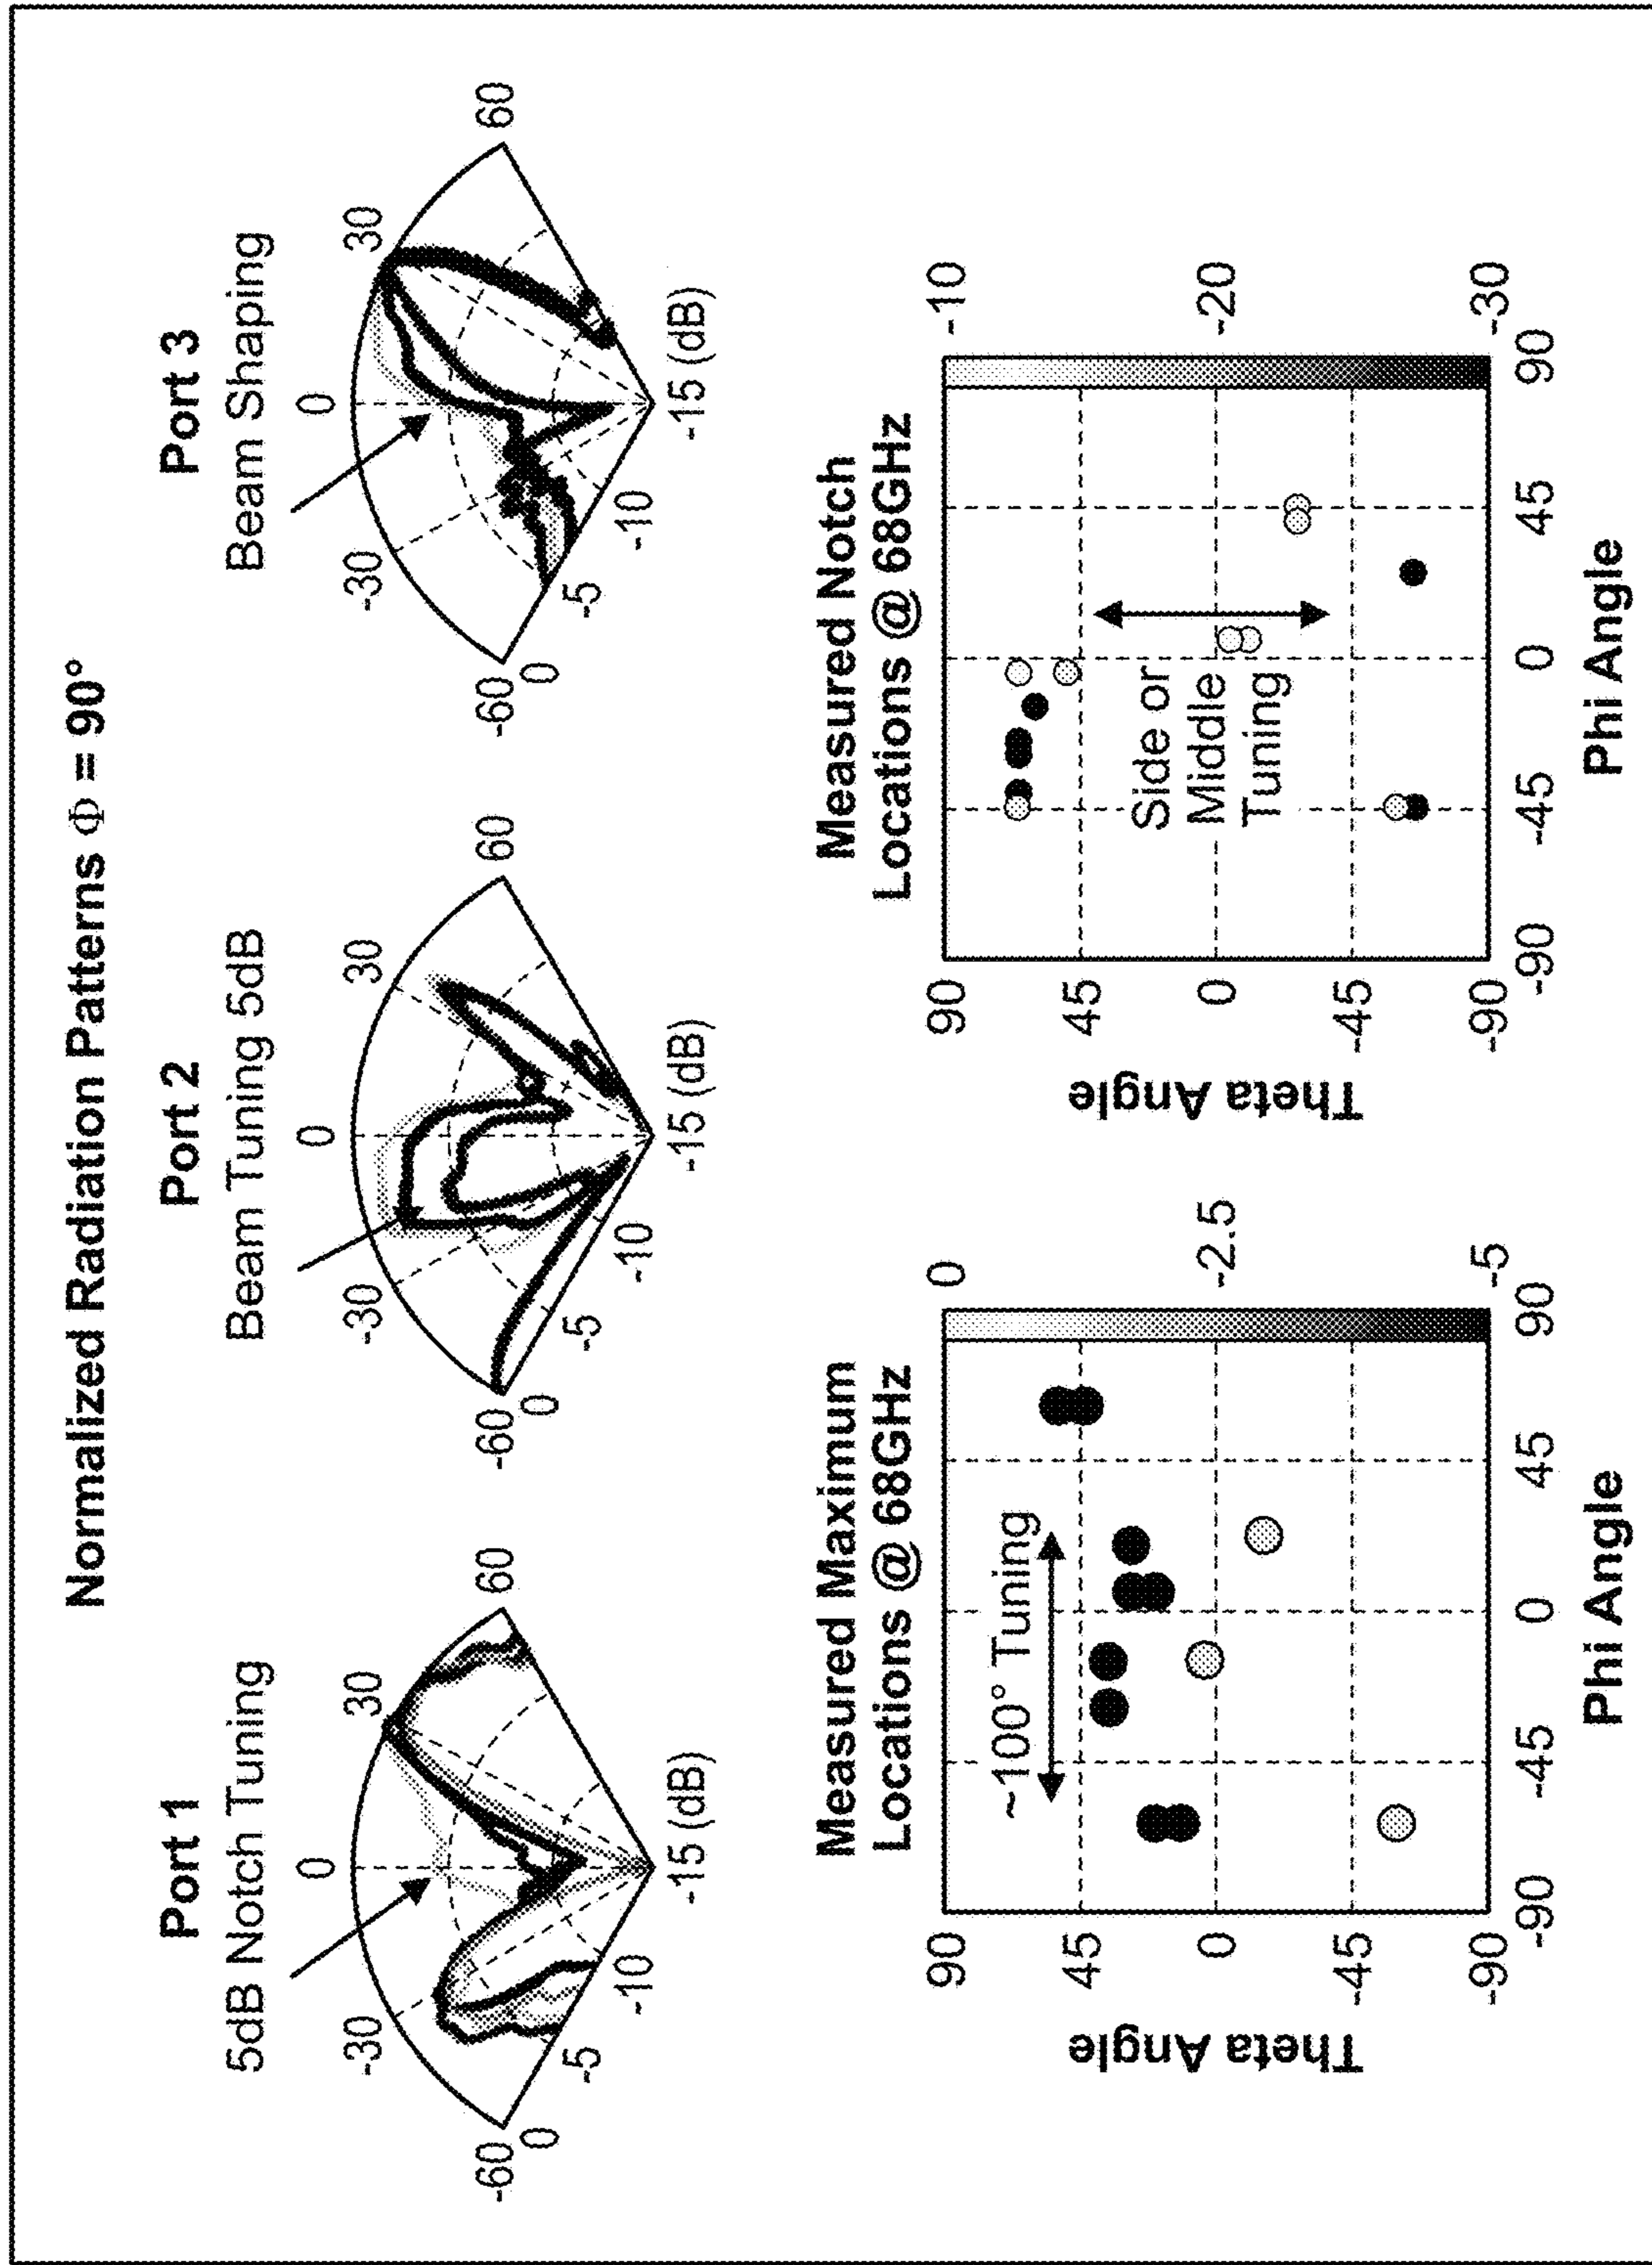 Normalized Radiation Patterns Φ = 90°
Port 1
5dB Notch Tuning
-60
-30
0
30
60
0
-5
-10
-15 (dB)
Port 2
Beam Tuning 5dB
-60
-30
0
30
60
0
-5
-10
-15 (dB)
Port 3
Beam Shaping
-60
-30
0
30
60
0
-5
-10
-15 (dB)
Measured Maximum
Locations @ 68GHz
Theta Angle
90
45
0
-45
-90
~100° Tuning
0
-2.5
-5
-90
-45
0
45
90
Phi Angle
Measured Notch
Locations @ 68GHz
Theta Angle
90
45
0
-45
-90
Side or
Middle
Tuning
-10
-20
-30
-90
-45
0
45
90
Phi Angle